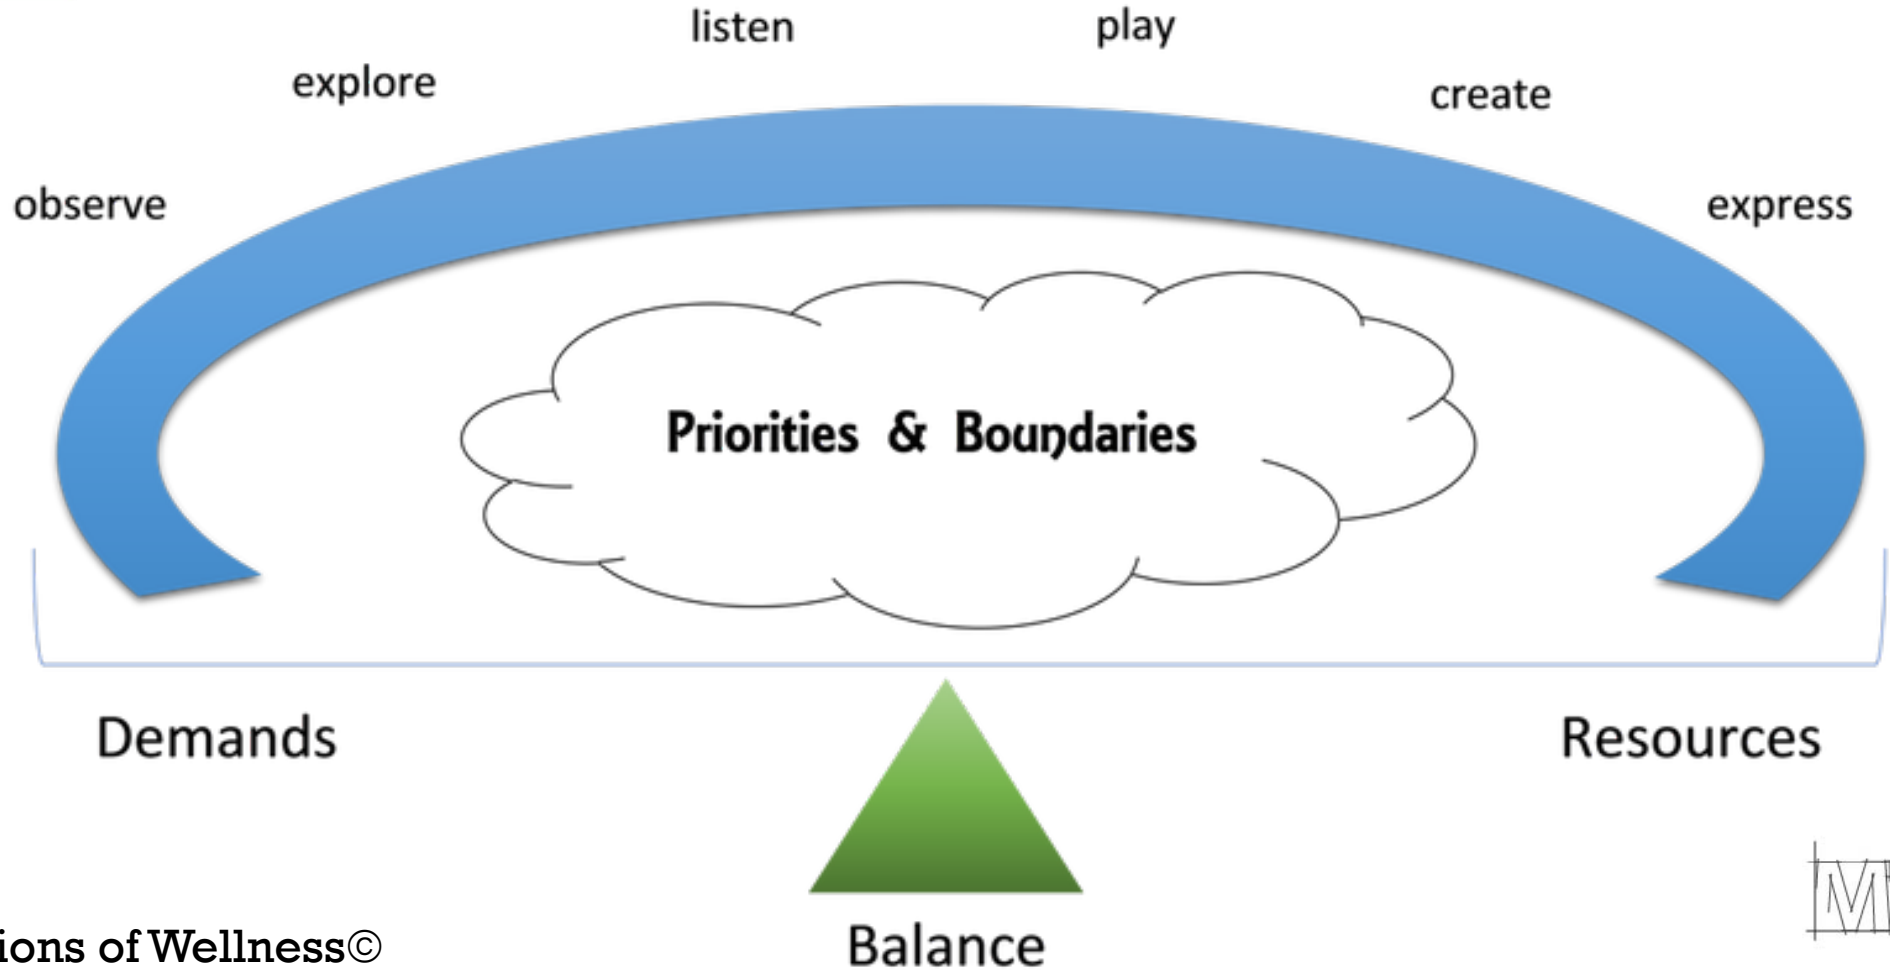 listen play
explore create
observe express
Priorities & Boundaries
Demands Resources
Balance
ions of Wellness©
M